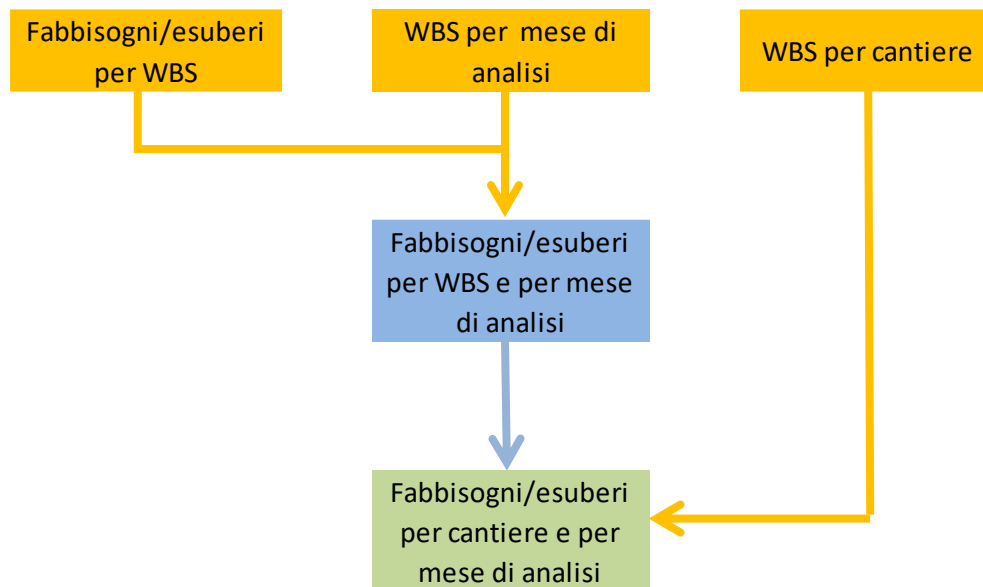 Fabbisogni/esuberi
per WBS
WBS per mese di
analisi
WBS per cantiere
Fabbisogni/esuberi
per WBS e per mese
di analisi
Fabbisogni/esuberi
per cantiere e per
mese di analisi